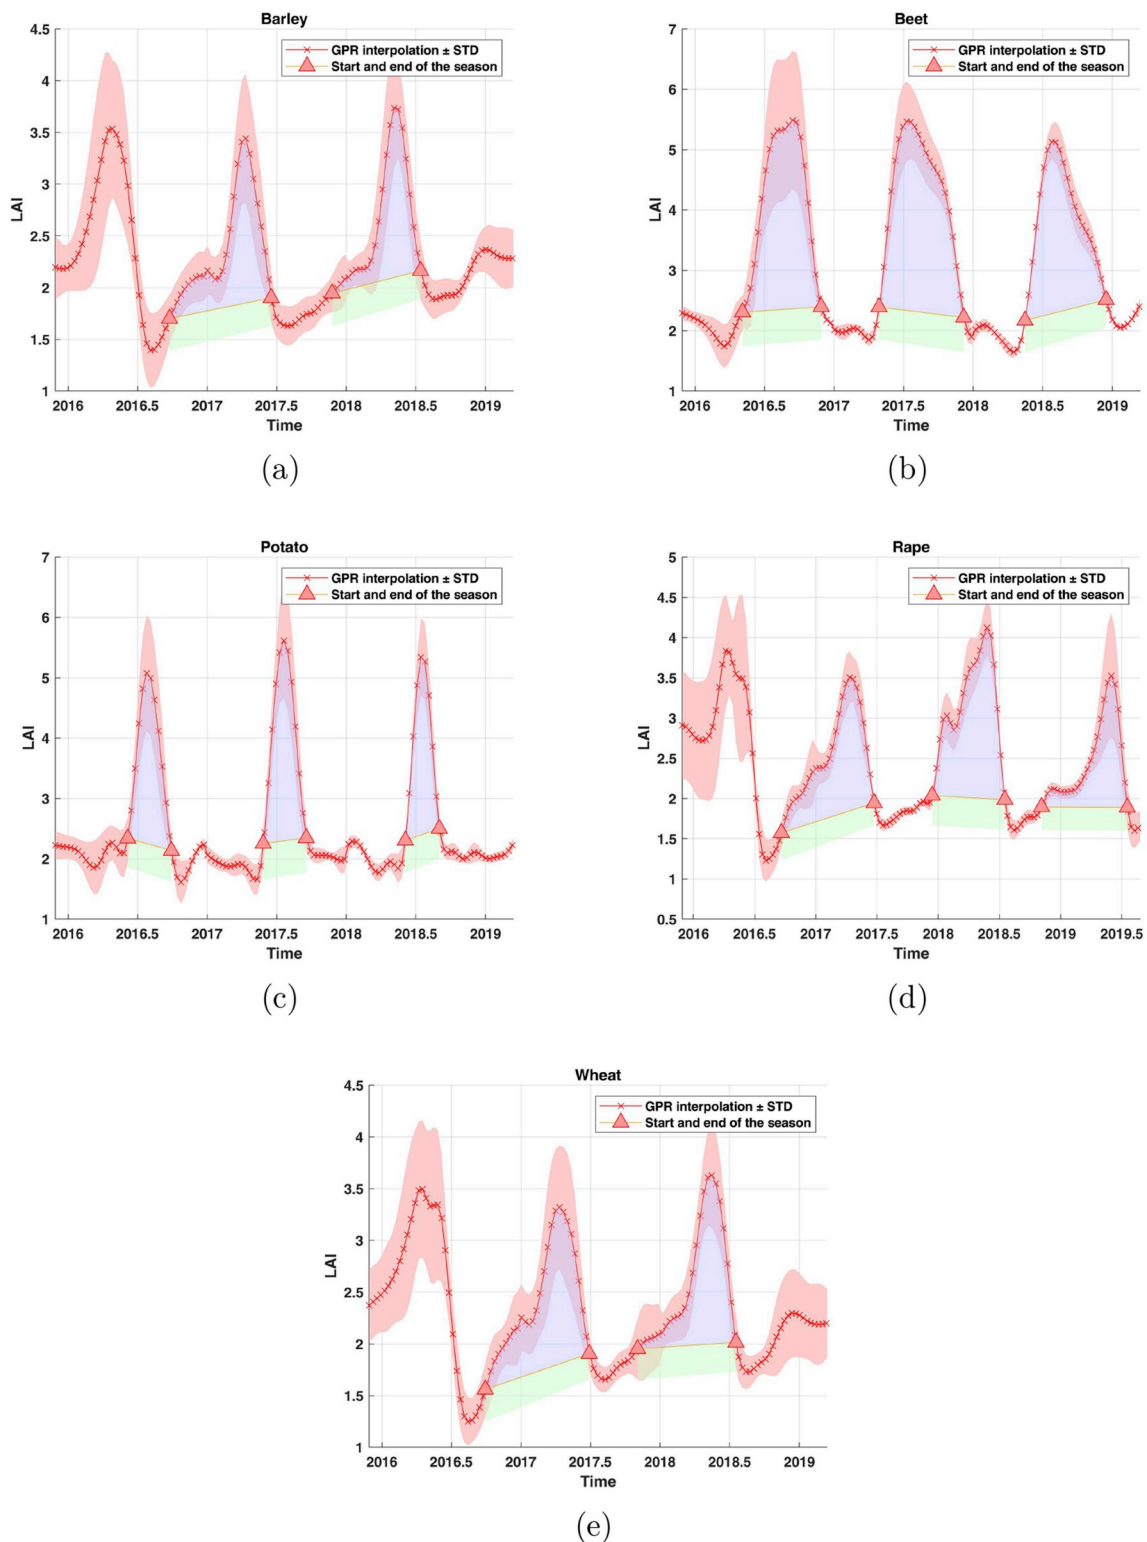 Barley
4.5
4
3.5
3
2.5
2
1.5
1
LAI
GPR interpolation ± STD
Start and end of the season
2016 2016.5 2017 2017.5 2018 2018.5 2019
Time
(a)
Beet
7
6
5
4
3
2
1
LAI
GPR interpolation ± STD
Start and end of the season
2016 2016.5 2017 2017.5 2018 2018.5 2019
Time
(b)
Potato
7
6
5
4
3
2
1
LAI
GPR interpolation ± STD
Start and end of the season
2016 2016.5 2017 2017.5 2018 2018.5 2019
Time
(c)
Rape
5
4.5
4
3.5
3
2.5
2
1.5
1
0.5
LAI
GPR interpolation ± STD
Start and end of the season
2016 2016.5 2017 2017.5 2018 2018.5 2019 2019.5
Time
(d)
Wheat
4.5
4
3.5
3
2.5
2
1.5
1
LAI
GPR interpolation ± STD
Start and end of the season
2016 2016.5 2017 2017.5 2018 2018.5 2019
Time
(e)